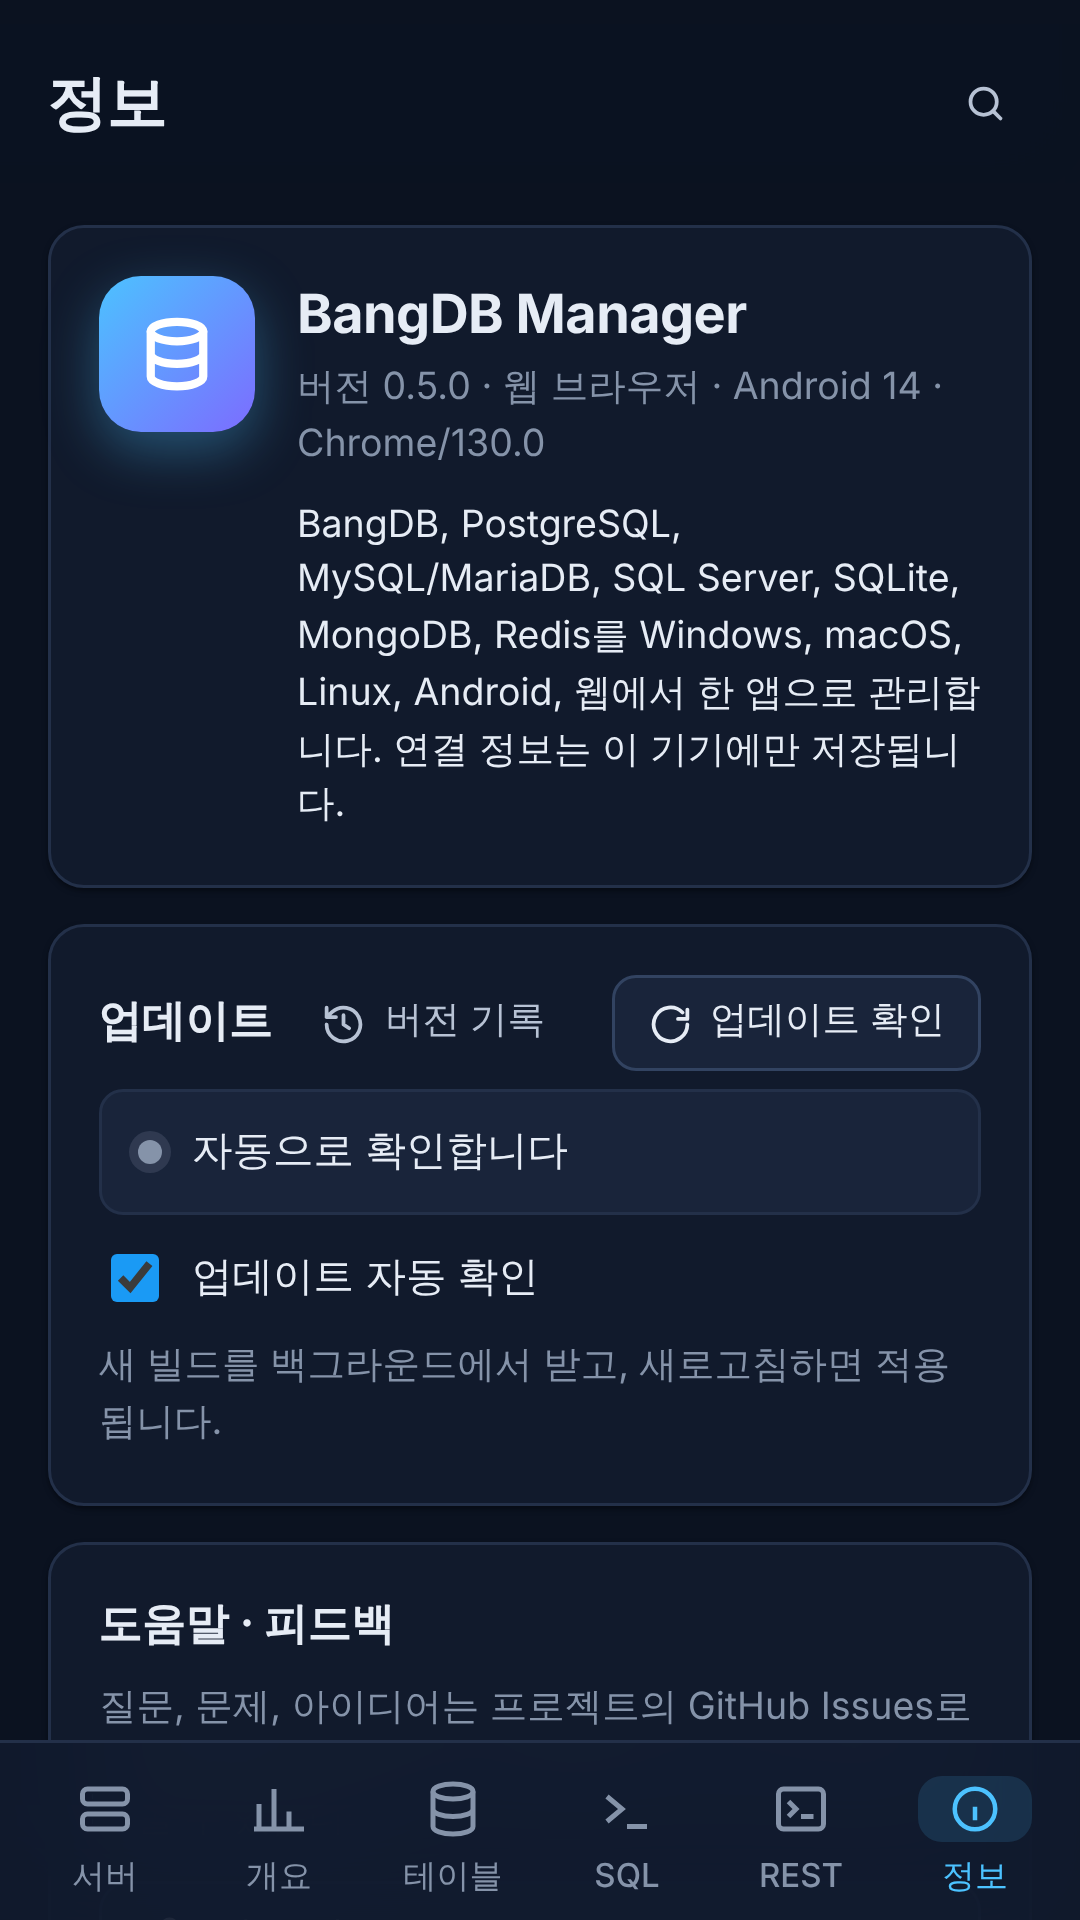 정보
BangDB Manager
버전 0.5.0 · 웹 브라우저 · Android 14 ·
Chrome/130.0
BangDB, PostgreSQL,
MySQL/MariaDB, SQL Server, SQLite,
MongoDB, Redis를 Windows, macOS,
Linux, Android, 웹에서 한 앱으로 관리합
니다. 연결 정보는 이 기기에만 저장됩니
다.
업데이트 버전 기록 업데이트 확인
자동으로 확인합니다
업데이트 자동 확인
새 빌드를 백그라운드에서 받고, 새로고침하면 적용
됩니다.
도움말 · 피드백
질문, 문제, 아이디어는 프로젝트의 GitHub Issues로
서버 개요 테이블 SQL REST 정보